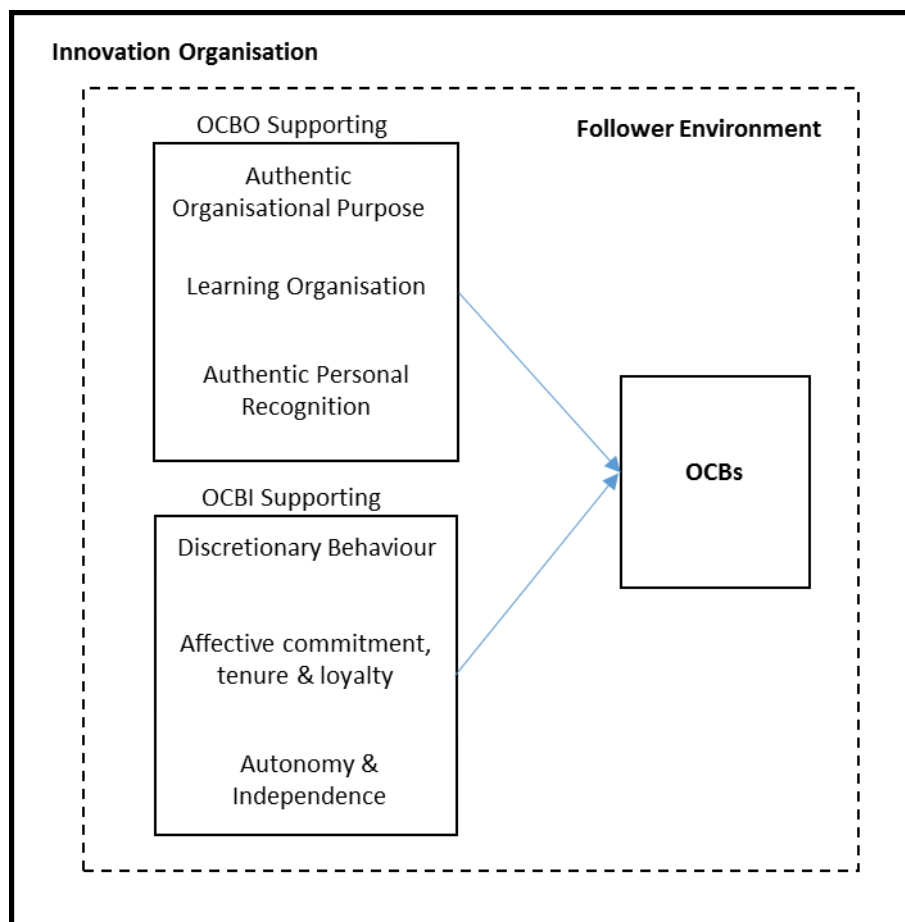 Innovation Organisation
OCBO Supporting
Follower Environment
Authentic
Organisational Purpose
Learning Organisation
Authentic Personal
Recognition
OCBs
OCBI Supporting
Discretionary Behaviour
Affective commitment,
tenure & loyalty
Autonomy &
Independence